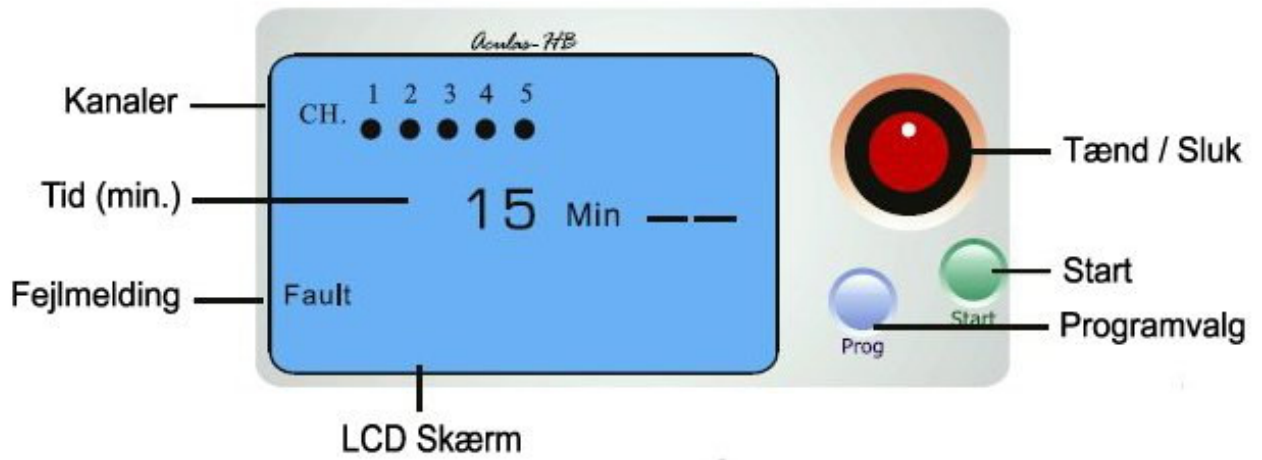 Aculas-HB
Kanaler
CH. 1 2 3 4 5
Tænd / Sluk
Tid (min.)
15 Min
Fejlmelding
Fault
Start
Start
Programvalg
Prog
LCD Skærm